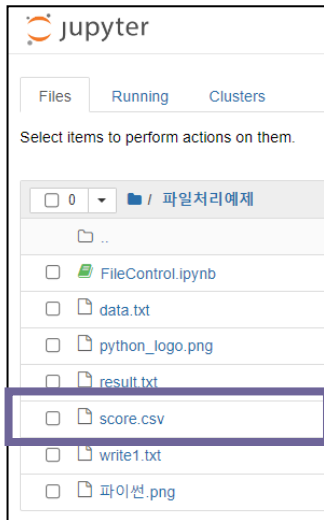 jupyter
Files Running Clusters
Select items to perform actions on them.
0 / 파일처리예제
..
FileControl.ipynb
data.txt
python_logo.png
result.txt
score.csv
write1.txt
파이썬.png